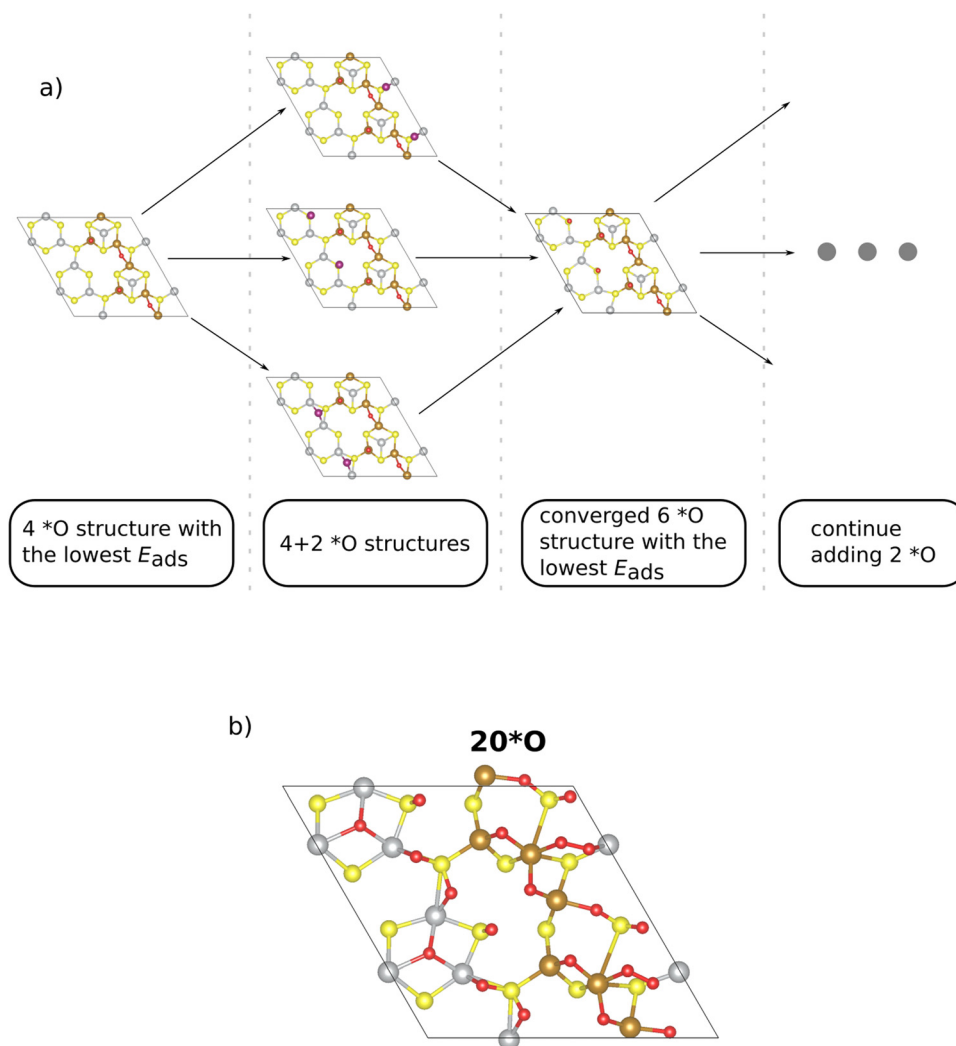 a)
4 *O structure with
the lowest Eads
4+2 *O structures
converged 6 *O
structure with the
lowest Eads
continue
adding 2 *O
b)
20*O